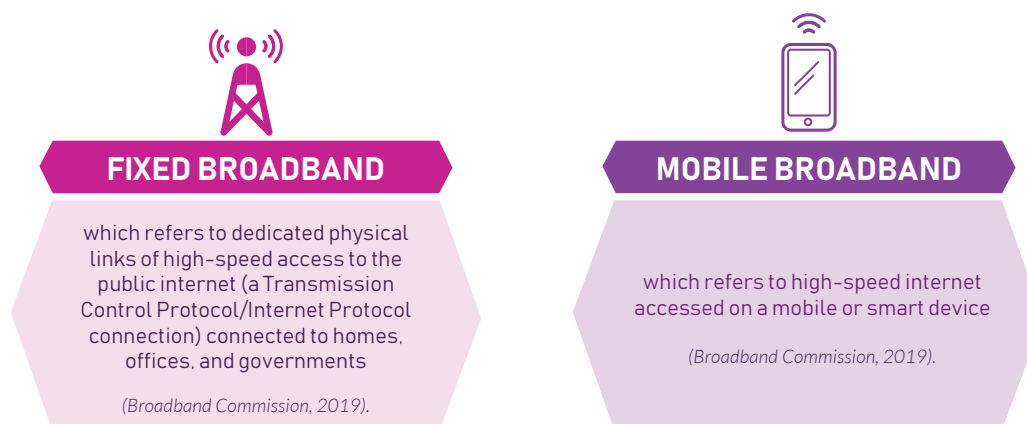 FIXED BROADBAND
which refers to dedicated physical
links of high-speed access to the
public internet (a Transmission
Control Protocol/Internet Protocol
connection) connected to homes,
offices, and governments
(Broadband Commission, 2019).
MOBILE BROADBAND
which refers to high-speed internet
accessed on a mobile or smart device
(Broadband Commission, 2019).